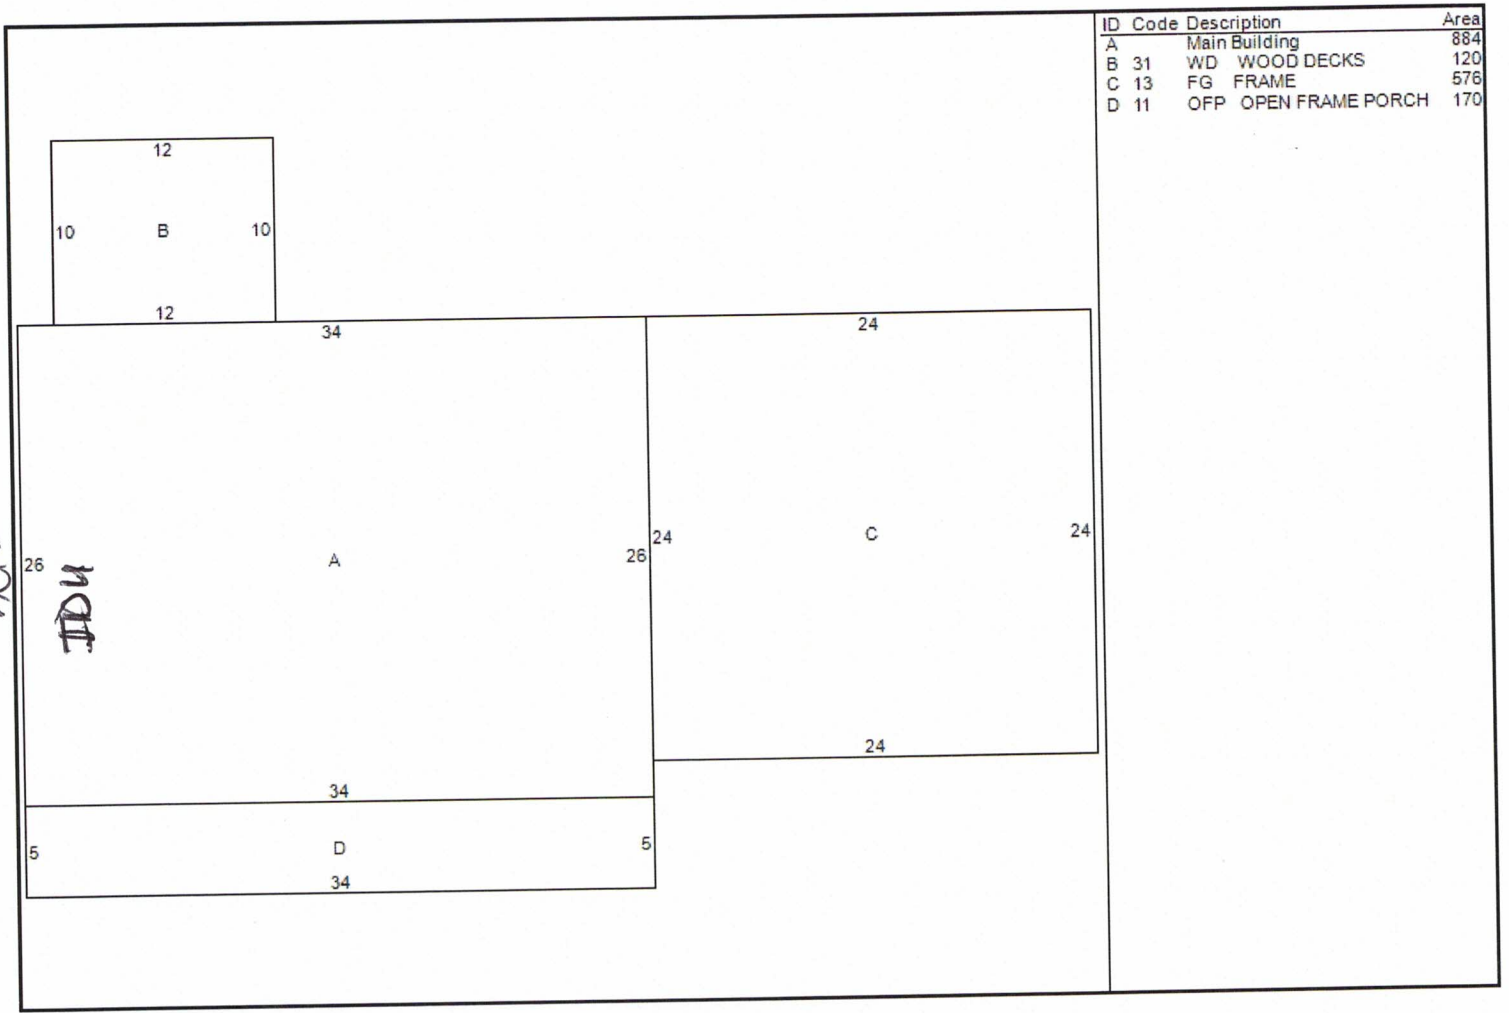 ID Code Description Area
A Main Building 884
B 31 WD WOOD DECKS 120
C 13 FG FRAME 576
D 11 OFP OPEN FRAME PORCH 170
12
10 B 10
12
34 24
26 A 26 24 C 24
34 24
5 D 5
34